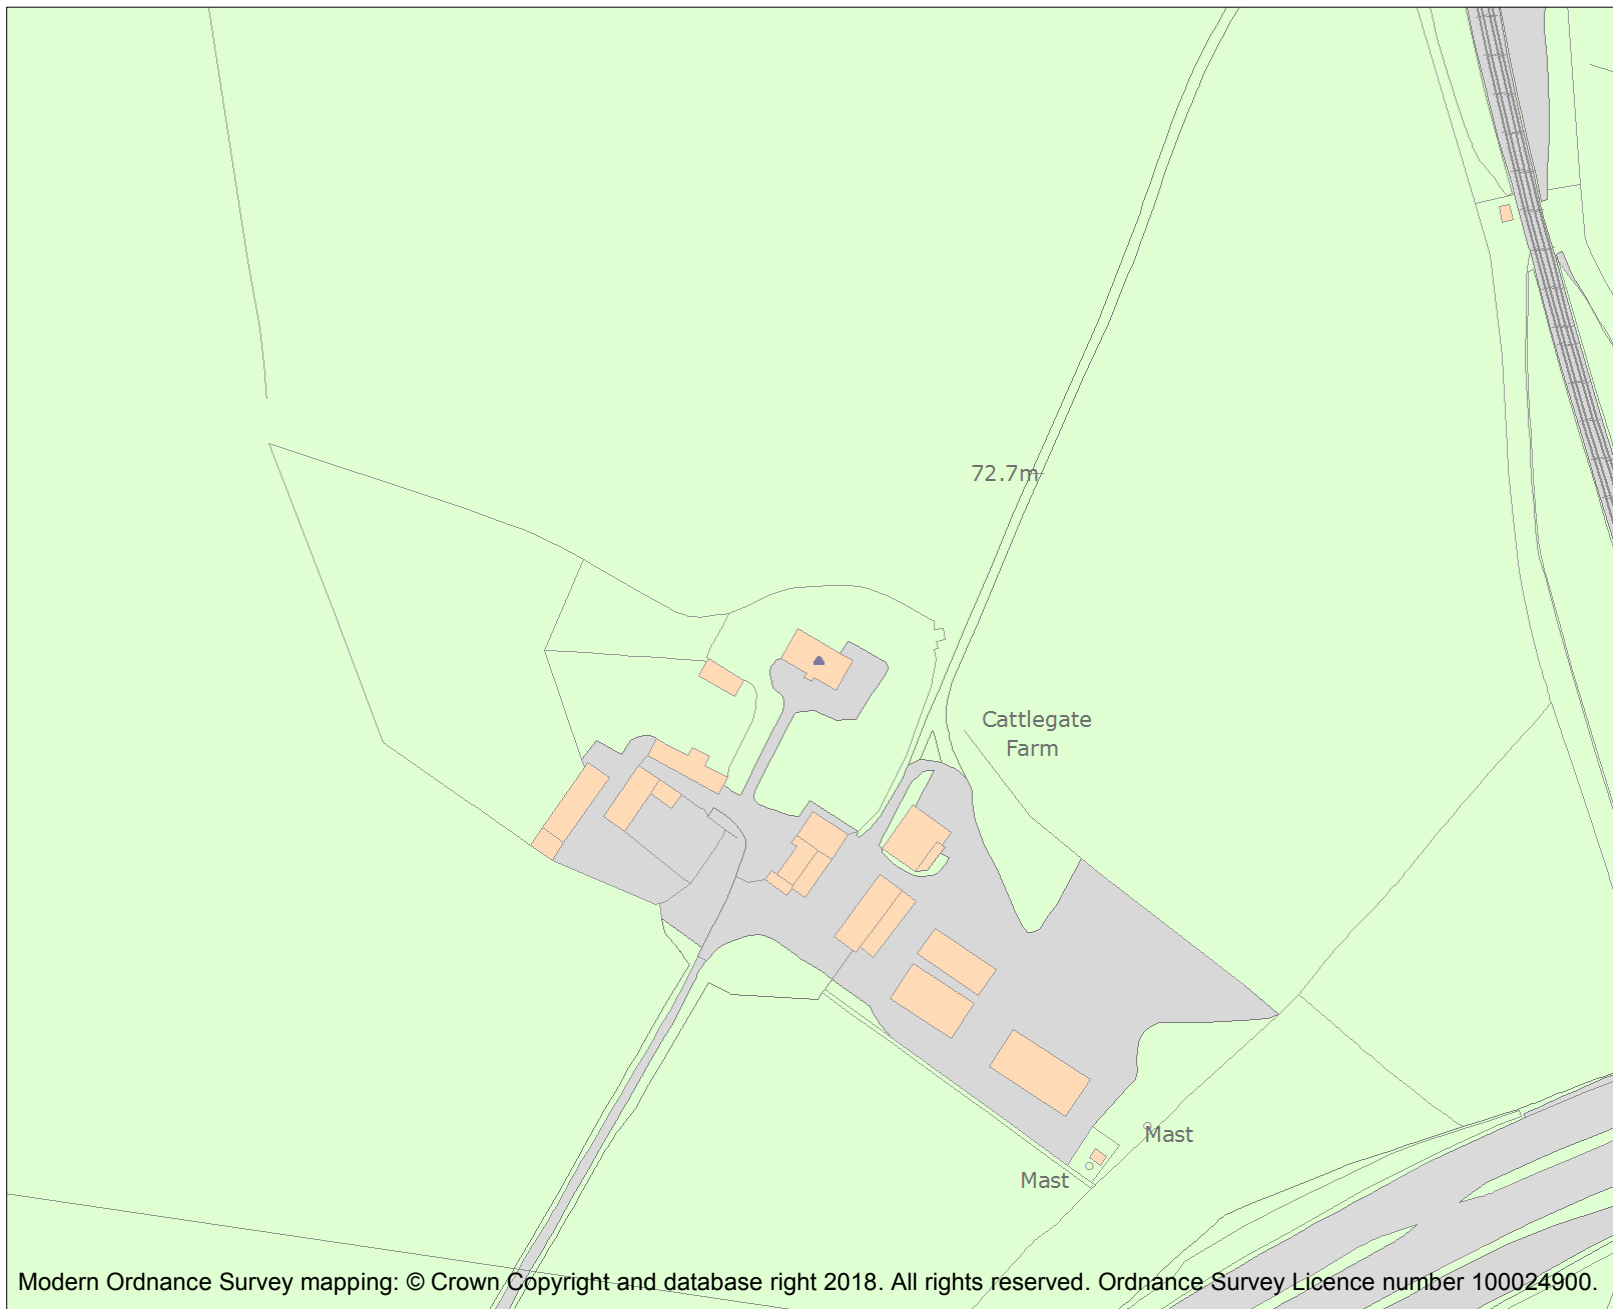 72.7m
Cattlegate
Farm
Mast
Mast
Modern Ordnance Survey mapping: © Crown Copyright and database right 2018. All rights reserved. Ordnance Survey Licence number 100024900.